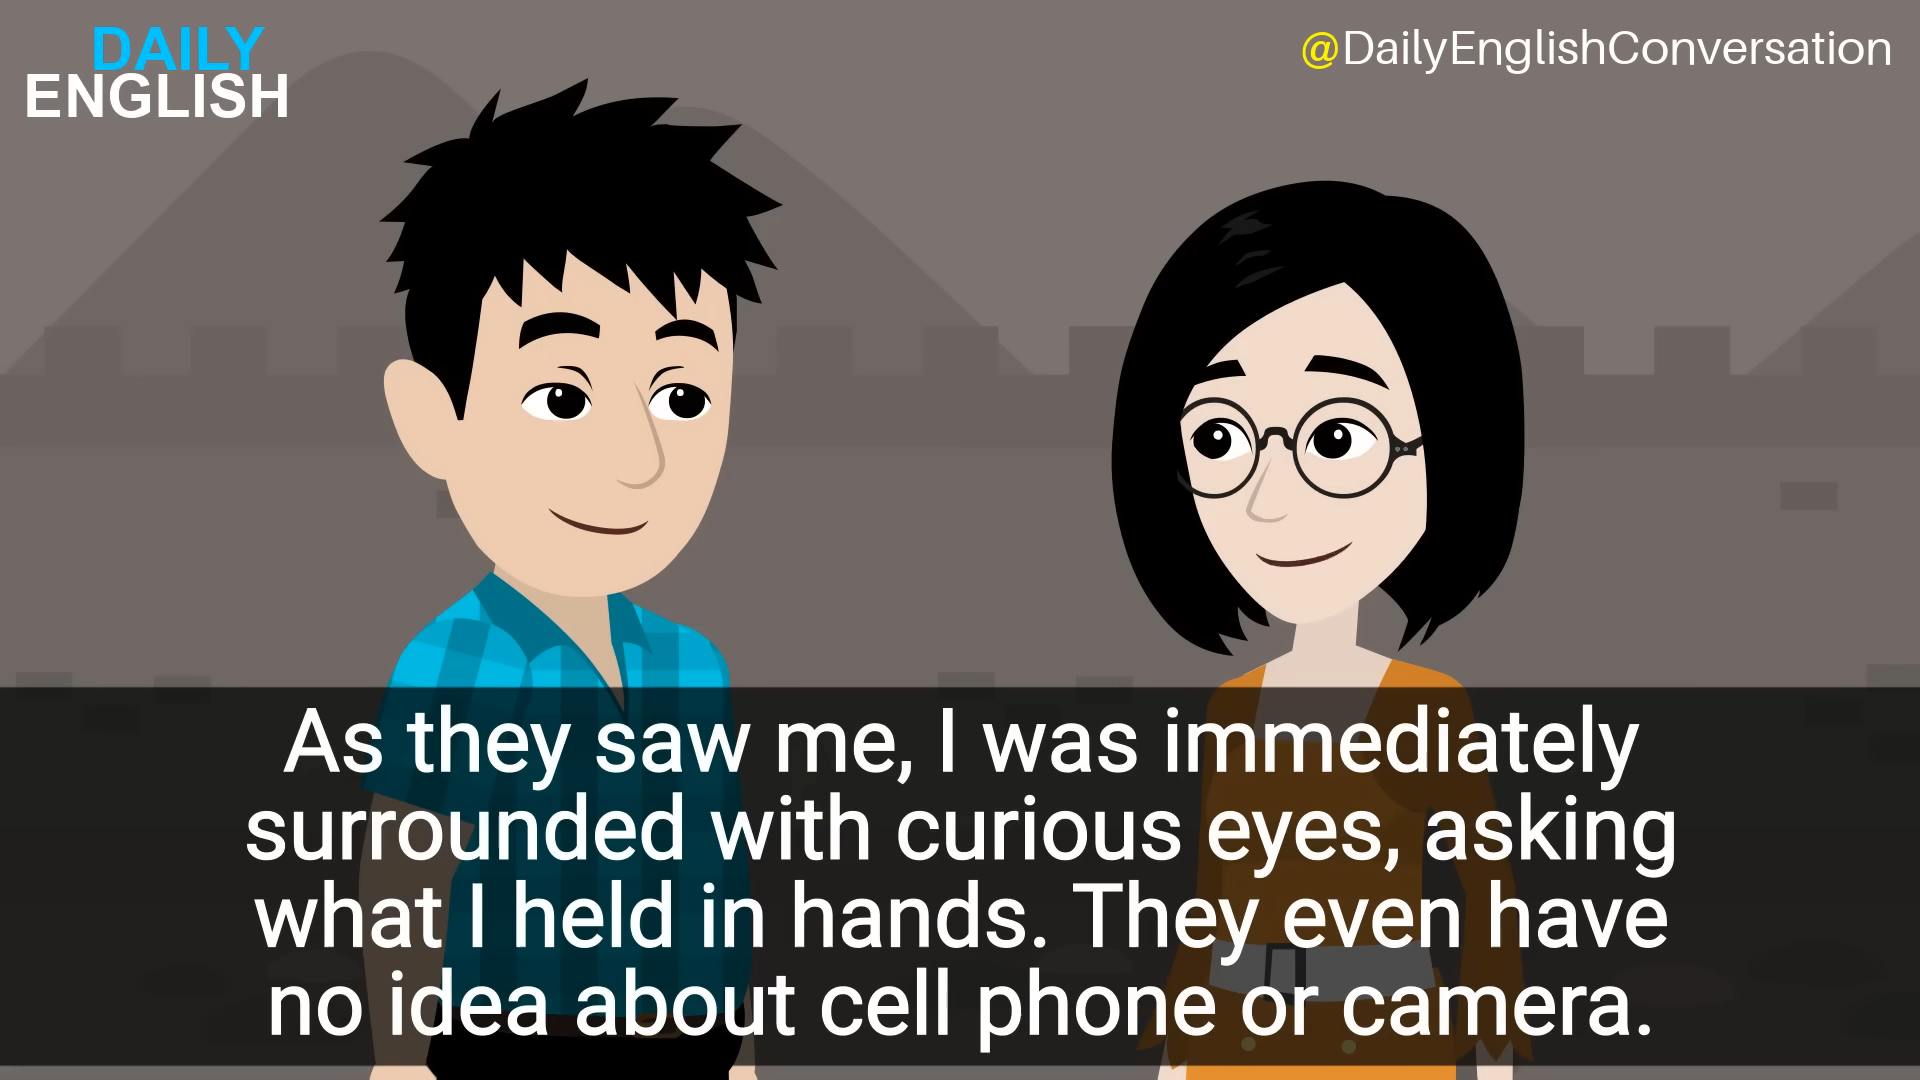 DAILY
ENGLISH
@DailyEnglishConversation
As they saw me, I was immediately
surrounded with curious eyes, asking
what I held in hands. They even have
no idea about cell phone or camera.